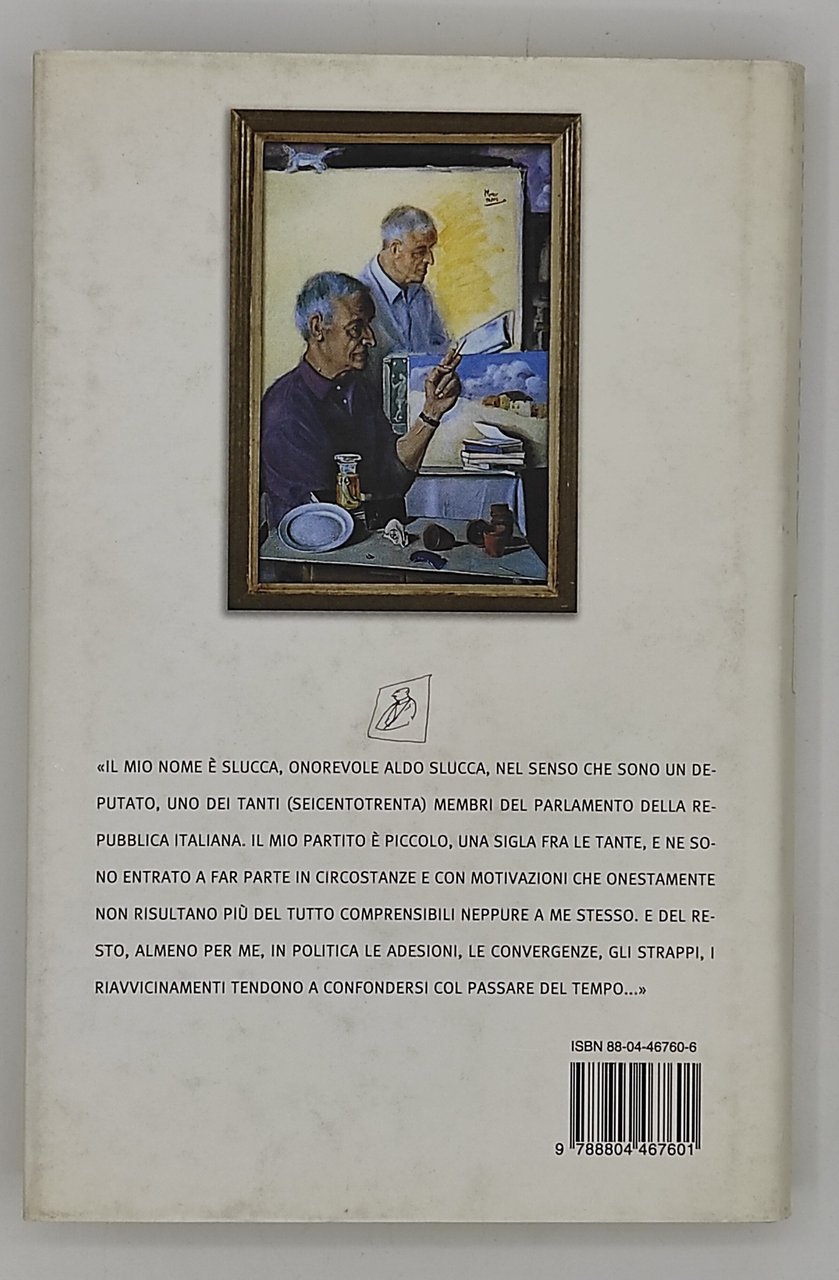 «IL MIO NOME È SLUCCA, ONOREVOLE ALDO SLUCCA, NEL SENSO CHE SONO UN DE-
PUTATO, UNO DEI TANTI (SEICENTOTRENTA) MEMBRI DEL PARLAMENTO DELLA RE-
PUBBLICA ITALIANA. IL MIO PARTITO È PICCOLO, UNA SIGLA FRA LE TANTE, E NE SO-
NO ENTRATO A FAR PARTE IN CIRCOSTANZE E CON MOTIVAZIONI CHE ONESTAMENTE
NON RISULTANO PIÙ DEL TUTTO COMPRENSIBILI NEPPURE A ME STESSO. E DEL RE-
STO, ALMENO PER ME, IN POLITICA LE ADESIONI, LE CONVERGENZE, GLI STRAPPI, I
RIAVVICINAMENTI TENDONO A CONFONDERSI COL PASSARE DEL TEMPO...»
ISBN 88-04-46760-6
9 788804 467601